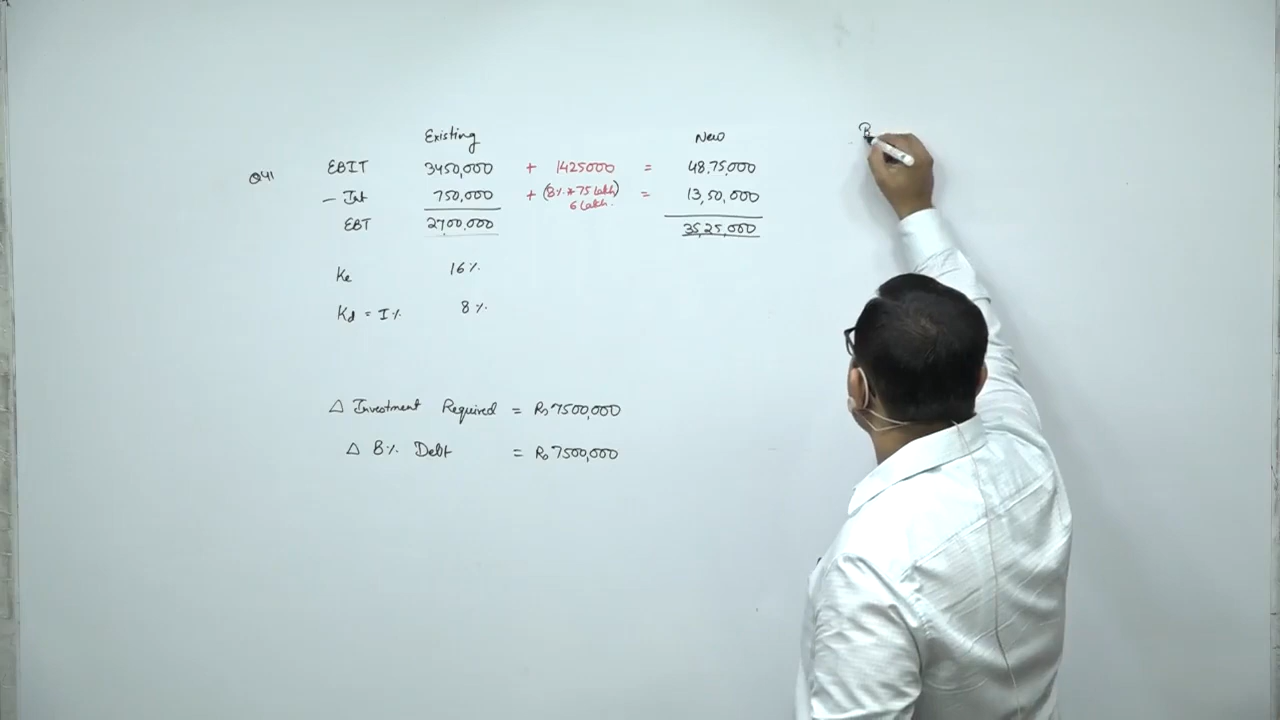 Existing New
Q41 EBIT 3450,000 + 1425000 = 48,75,000
- Int 750,000 + (8% * 75 Lakh) = 13,50,000
6 Lakh.
EBT 2700,000 35,25,000
Ke 16%
Kd = I% 8%
△ Investment Required = Rs 7500,000
△ 8% Debt = Rs 7500,000